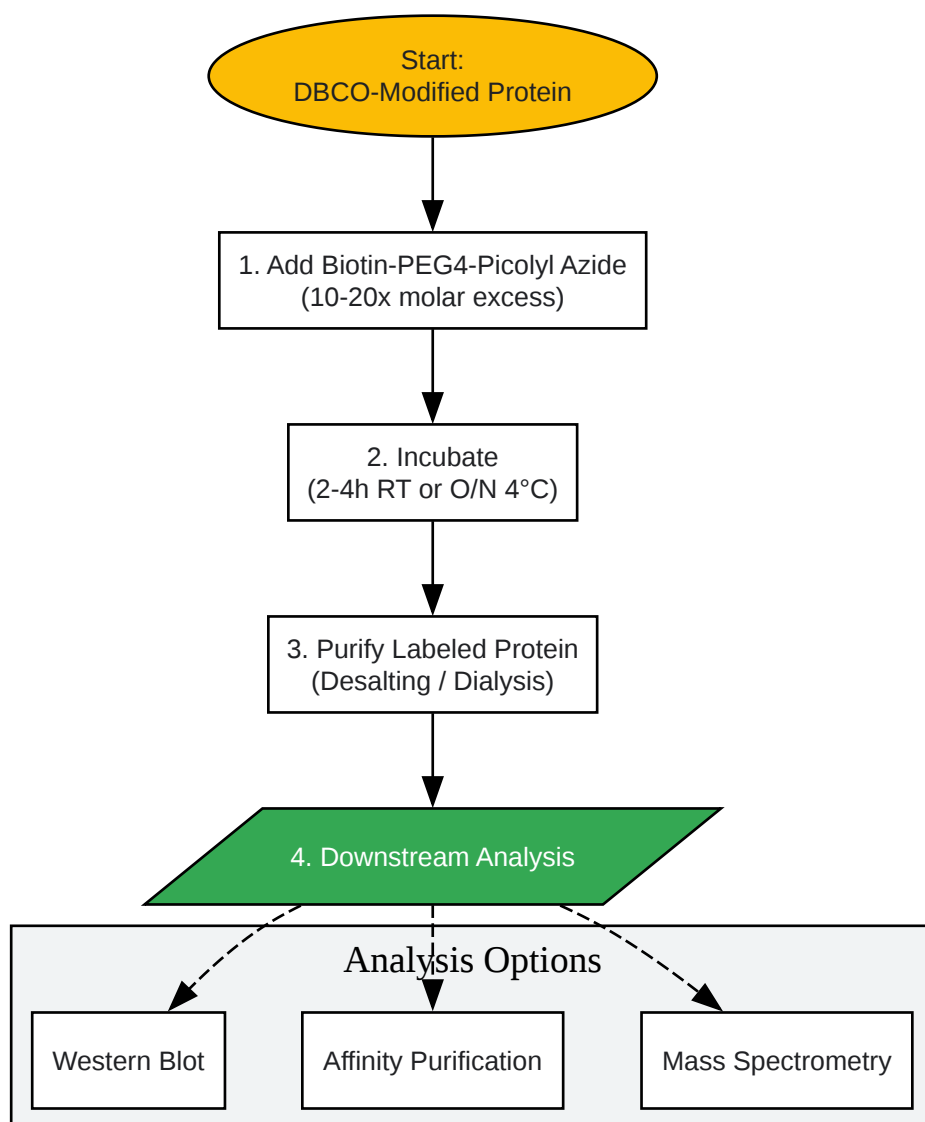 Start:
DBCO-Modified Protein
1. Add Biotin-PEG4-Picolyl Azide
(10-20x molar excess)
2. Incubate
(2-4h RT or O/N 4°C)
3. Purify Labeled Protein
(Desalting / Dialysis)
4. Downstream Analysis
Analysis Options
Western Blot
Affinity Purification
Mass Spectrometry